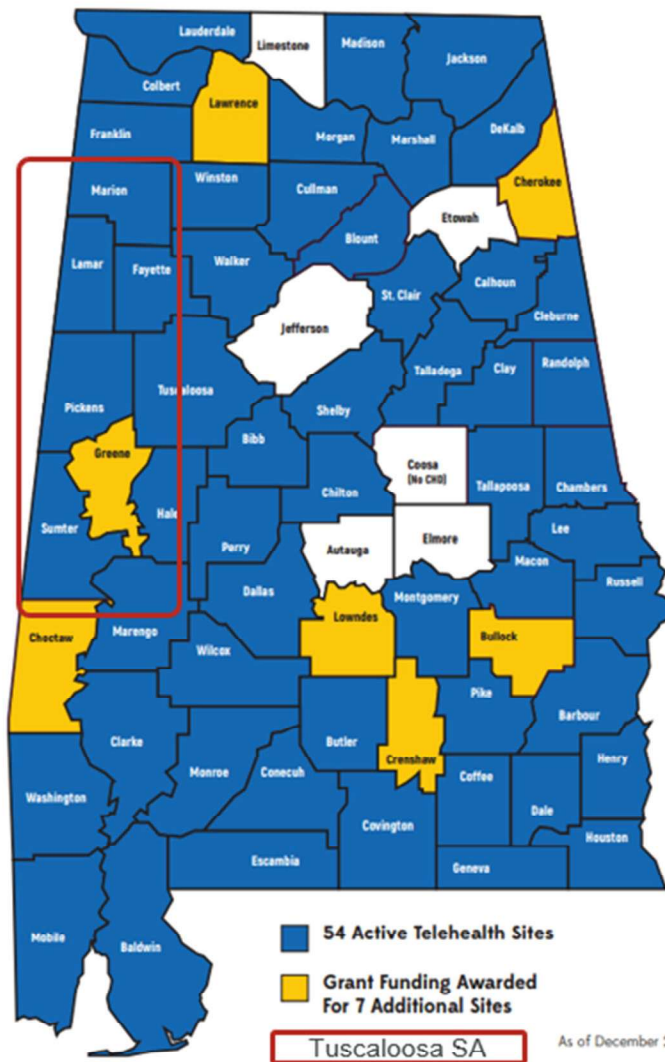 Lauderdale
Limestone
Madison
Jackson
Colbert
Lawrence
Franklin
Morgan
Marshall
DeKalb
Cherokee
Marion
Winston
Cullman
Etowah
Blount
Lamar
Fayette
Walker
St. Clair
Calhoun
Cleburne
Jefferson
Talladega
Clay
Randolph
Pickens
Tuscaloosa
Shelby
Bibb
Greene
Coosa
(No CHD)
Tallapoosa
Chambers
Chilton
Sumter
Hale
Perry
Autauga
Elmore
Lee
Macon
Russell
Dallas
Montgomery
Lowndes
Bullock
Choctaw
Marengo
Wilcox
Pike
Barbour
Clarke
Butler
Crenshaw
Monroe
Conecuh
Coffee
Henry
Dale
Washington
Covington
Houston
Escambia
Geneva
Mobile
Baldwin
54 Active Telehealth Sites
Grant Funding Awarded
For 7 Additional Sites
Tuscaloosa SA
As of December